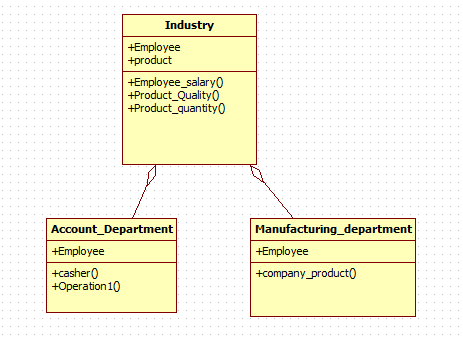 Industry
+Employee
+product
+Employee_salary()
+Product_Quality()
+Product_quantity()
Account_Department
+Employee
+casher()
+Operation1()
Manufacturing_department
+Employee
+company_product()